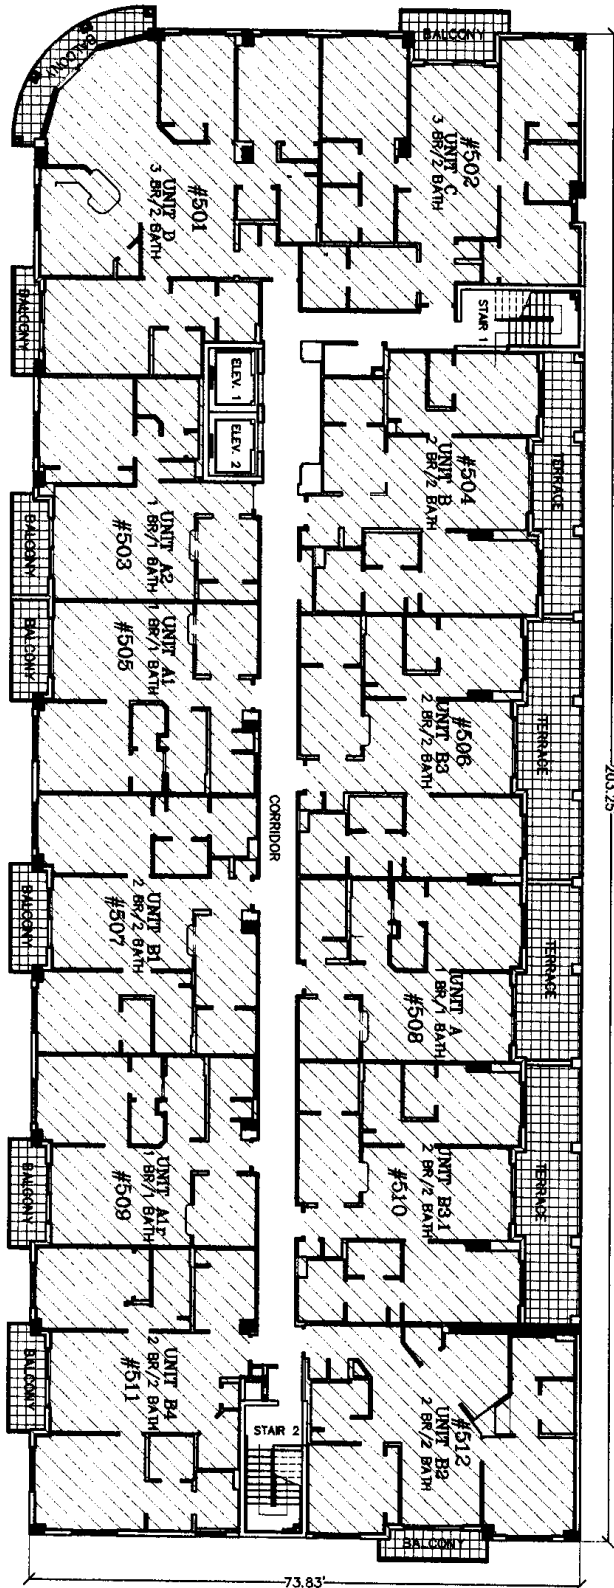 BALCONY
BALCONY
#502
UNIT C
3 BR/2 BATH
#501
UNIT D
3 BR/2 BATH
STAIR 1
BALCONY
ELEV. 1
ELEV. 2
#504
UNIT B
2 BR/2 BATH
TERRACE
BALCONY
UNIT A2
1 BR/1 BATH
#503
BALCONY
UNIT A1
1 BR/1 BATH
#505
#506
UNIT B3
2 BR/2 BATH
TERRACE
203.25'
CORRIDOR
BALCONY
UNIT B1
2 BR/2 BATH
#507
UNIT A
1 BR/1 BATH
#508
TERRACE
BALCONY
UNIT A1r
1 BR/1 BATH
#509
UNIT B3.1
2 BR/2 BATH
#510
TERRACE
BALCONY
UNIT B4
2 BR/2 BATH
#511
STAIR 2
#512
UNIT B2
2 BR/2 BATH
BALCONY
73.83'